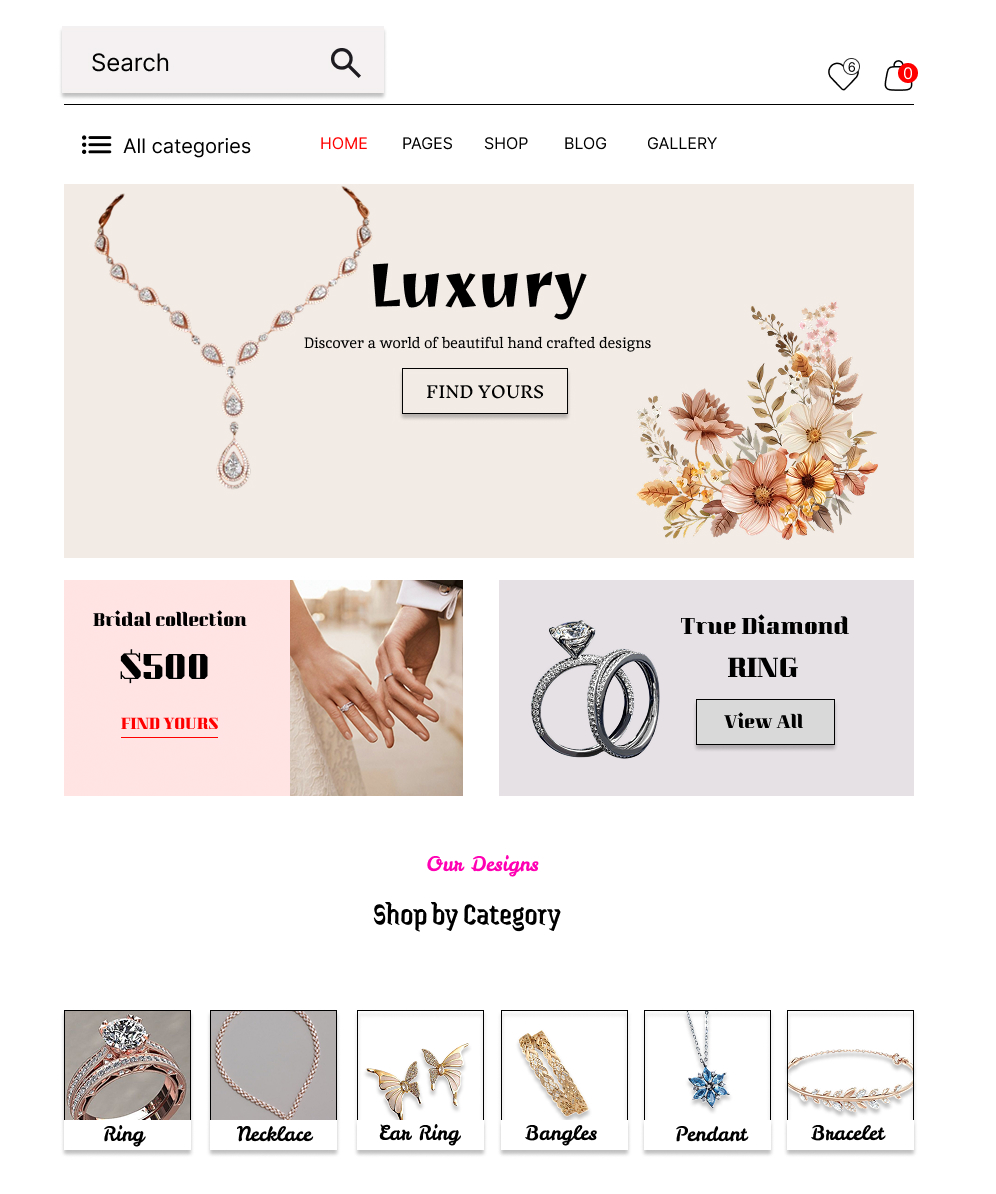 Search
6
0
All categories
HOME
PAGES
SHOP
BLOG
GALLERY
Luxury
Discover a world of beautiful hand crafted designs
FIND YOURS
Bridal collection
$500
FIND YOURS
True Diamond
RING
View All
Our Designs
Shop by Category
Ring
Necklace
Ear Ring
Bangles
Pendant
Bracelet